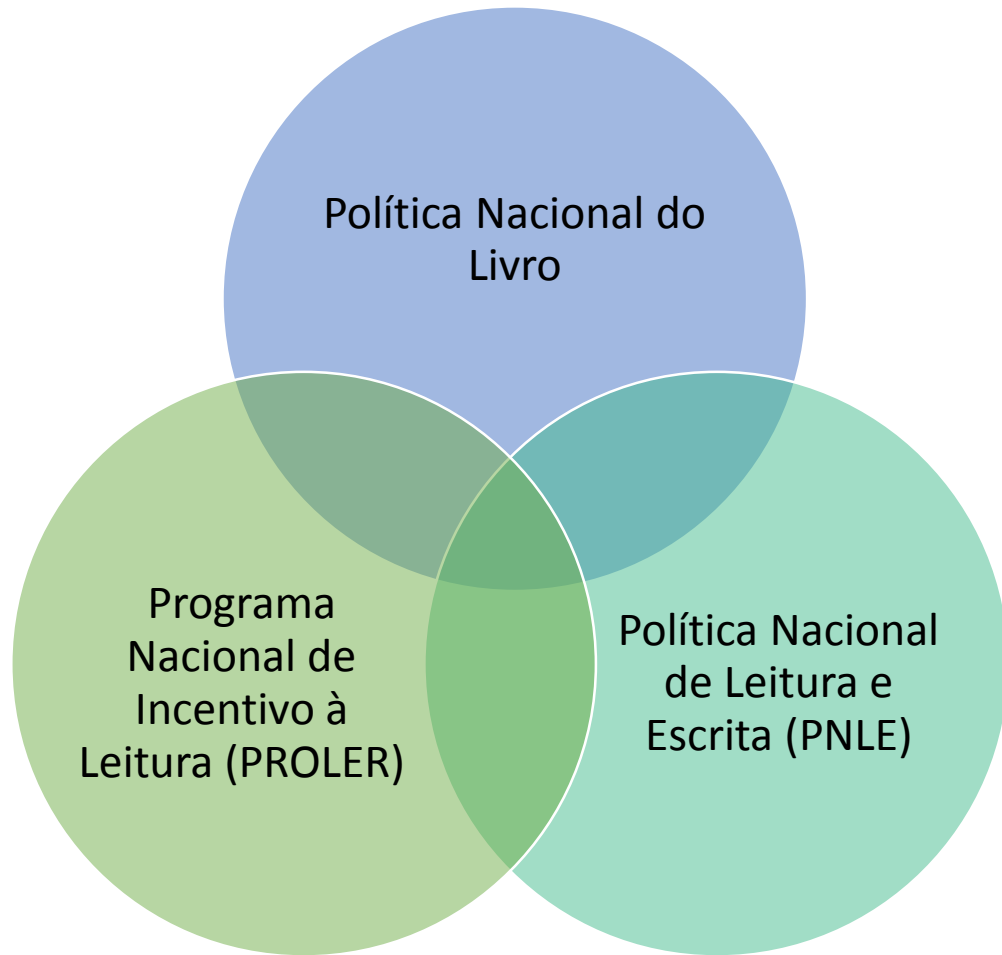 Política Nacional do
Livro
Programa
Nacional de
Incentivo à
Leitura (PROLER)
Política Nacional
de Leitura e
Escrita (PNLE)